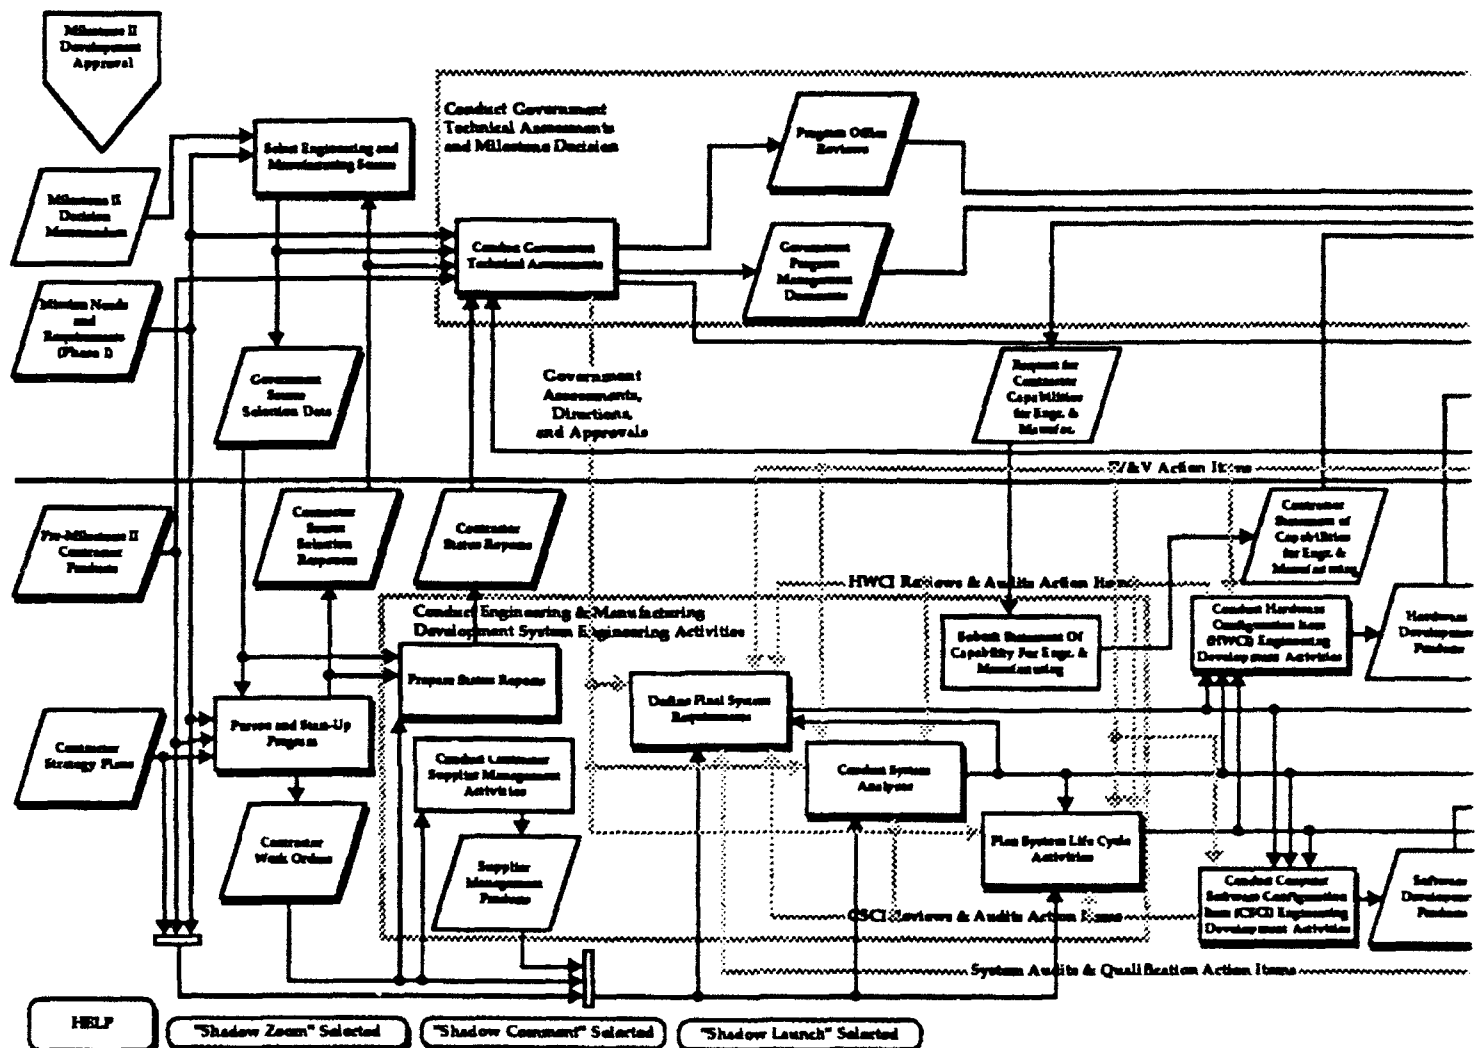 Milestone II
Development
Approval
Conduct Government
Technical Assessments
and Milestone Decision
Program Office
Reviews
Select Engineering and
Manufacturing Source
Milestone II
Decision
Memorandum
Conduct Government
Technical Assessments
Government
Program
Management
Documents
Mission Needs
and
Requirements
(Phase I)
Government
Source
Selection Data
Government
Assessments,
Directions,
and Approvals
Request for
Contractor
Capabilities
for Engr. &
Manufac.
IV&V Action Items
Pre-Milestone II
Contractor
Products
Contractor
Source
Selection
Responses
Contractor
Status Reports
Contractor
Statement of
Capabilities
for Engr. &
Manufacturing
HWCI Reviews & Audits Action Items
Conduct Engineering & Manufacturing
Development System Engineering Activities
Submit Statement Of
Capability For Engr. &
Manufacturing
Conduct Hardware
Configuration Item
(HWCI) Engineering
Development Activities
Hardware
Development
Products
Prepare Status Reports
Define Final System
Requirements
Contractor
Strategy Plans
and Start-Up
Program
Conduct Contractor
Supplier Management
Activities
Conduct System
Analyses
Plan System Life Cycle
Activities
Contractor
Work Orders
Supplier
Management
Products
Conduct Computer
Software Configuration
Item (CSCI) Engineering
Development Activities
Software
Development
Products
CSCI Reviews & Audits Action Items
System Audits & Qualification Action Items
HELP
"Shadow Zoom" Selected
"Shadow Comment" Selected
"Shadow Launch" Selected